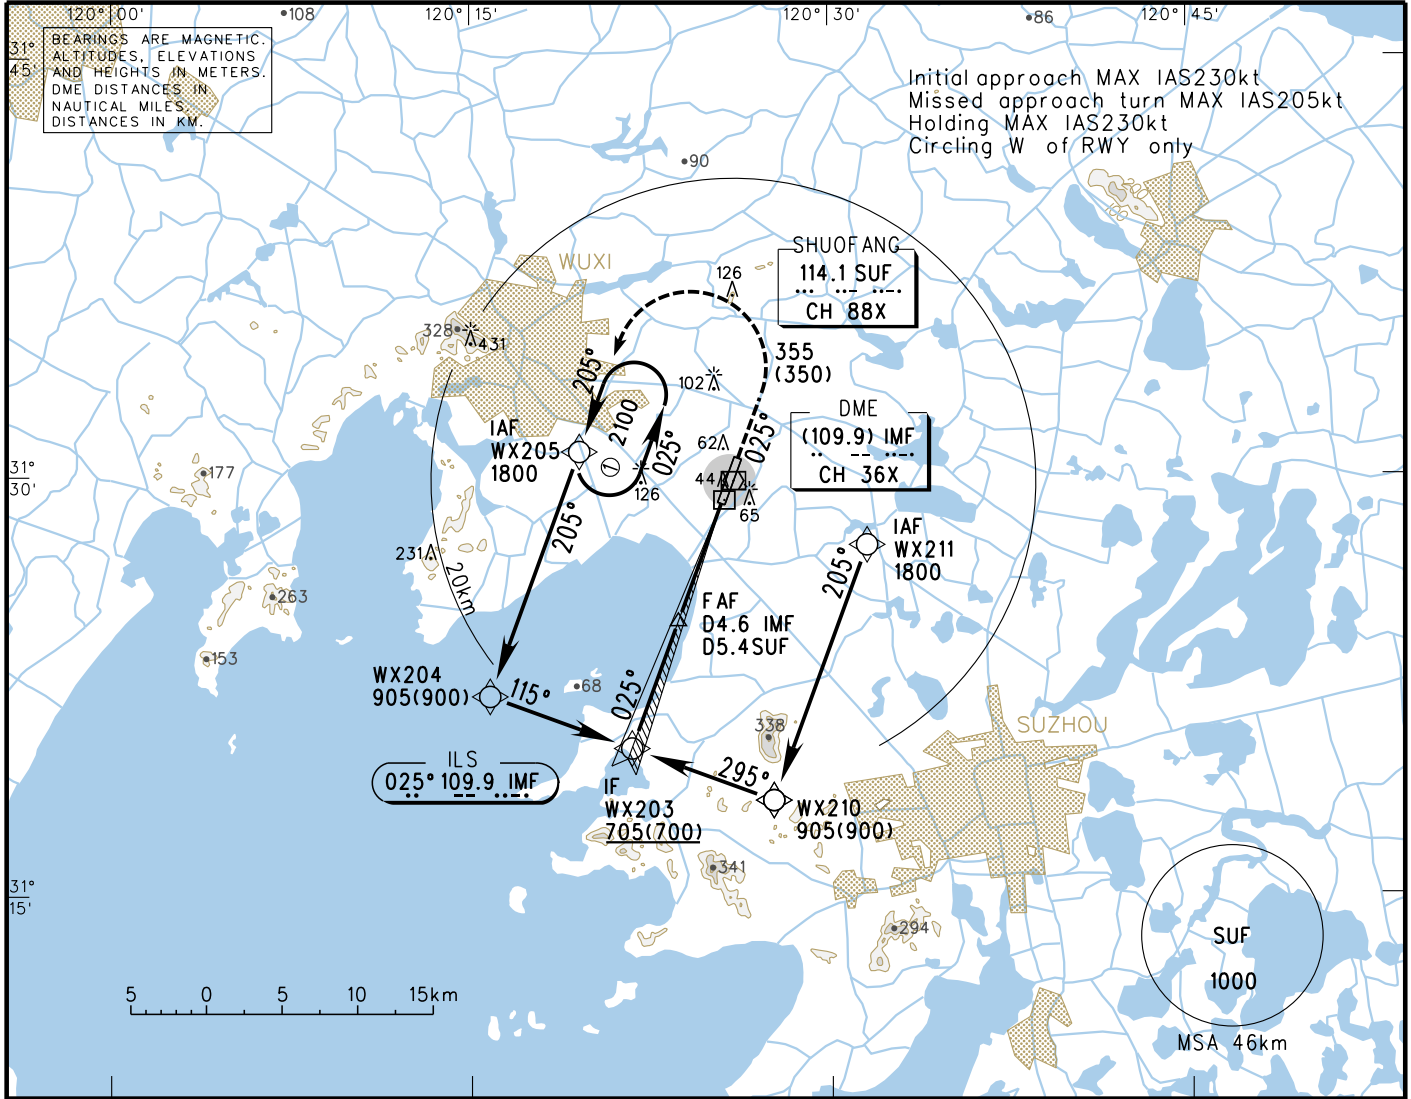 120° 00'
108
120° 15'
120° 30'
86
120° 45'
31°
45'
BEARINGS ARE MAGNETIC.
ALTITUDES, ELEVATIONS
AND HEIGHTS IN METERS.
DME DISTANCES IN
NAUTICAL MILES.
DISTANCES IN KM.
Initial approach MAX IAS230kt
Missed approach turn MAX IAS205kt
Holding MAX IAS230kt
Circling W of RWY only
90
WUXI
SHUOFANG
114.1 SUF
CH 88X
126
328
431
205°
355
(350)
102
2100
025°
62
025°
DME
(109.9) IMF
CH 36X
IAF
WX205
1800
1
126
44
65
177
31°
30'
205°
231
20km
IAF
WX211
1800
205°
263
153
FAF
D4.6 IMF
D5.4SUF
WX204
905(900)
115°
68
025°
338
SUZHOU
ILS
025° 109.9 IMF
295°
IF
WX203
705(700)
WX210
905(900)
341
31°
15'
294
SUF
1000
MSA 46km
5 0 5 10 15km